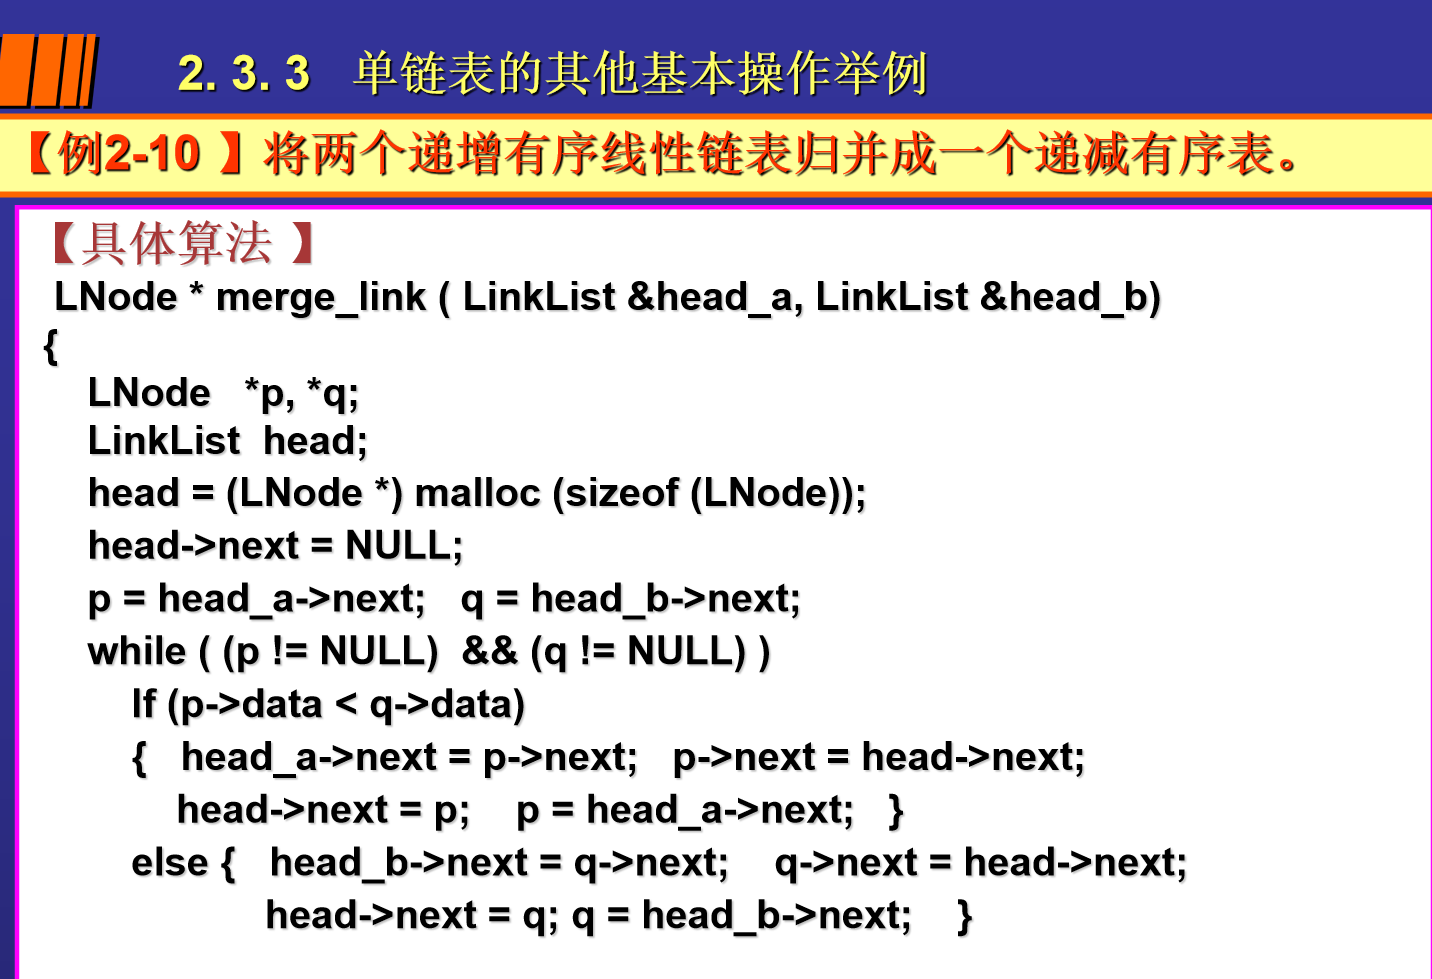 2. 3. 3 单链表的其他基本操作举例
【例2-10 】将两个递增有序线性链表归并成一个递减有序表。
【具体算法 】
LNode * merge_link ( LinkList &head_a, LinkList &head_b)
{
LNode *p, *q;
LinkList head;
head = (LNode *) malloc (sizeof (LNode));
head->next = NULL;
p = head_a->next; q = head_b->next;
while ( (p != NULL) && (q != NULL) )
If (p->data < q->data)
{ head_a->next = p->next; p->next = head->next;
head->next = p; p = head_a->next; }
else { head_b->next = q->next; q->next = head->next;
head->next = q; q = head_b->next; }